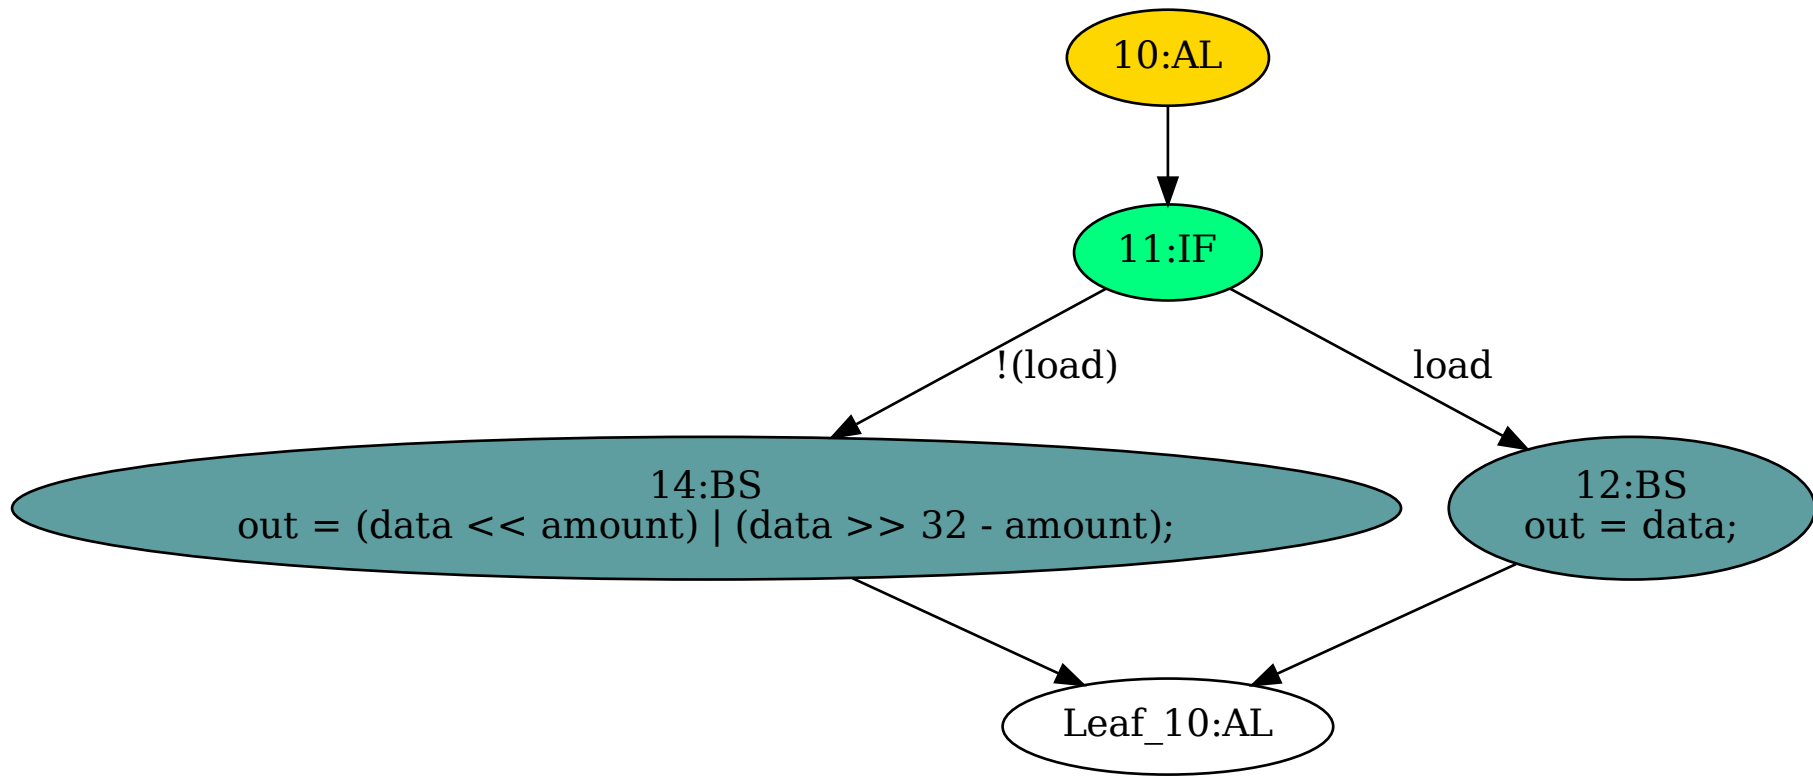 10:AL
11:IF
!(load)
load
14:BS
out = (data << amount) | (data >> 32 - amount);
12:BS
out = data;
Leaf_10:AL